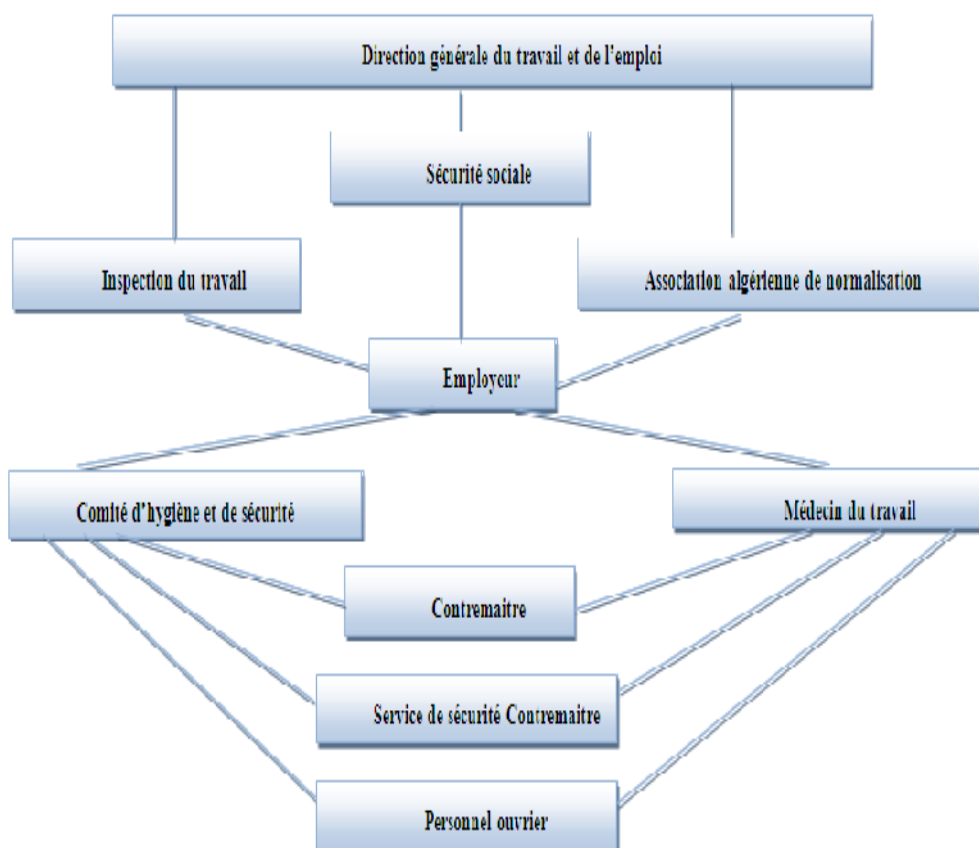 Direction générale du travail et de l'emploi
Sécurité sociale
Inspection du travail
Association algérienne de normalisation
Employeur
Comité d'hygiène et de sécurité
Médecin du travail
Contremaitre
Service de sécurité Contremaitre
Personnel ouvrier